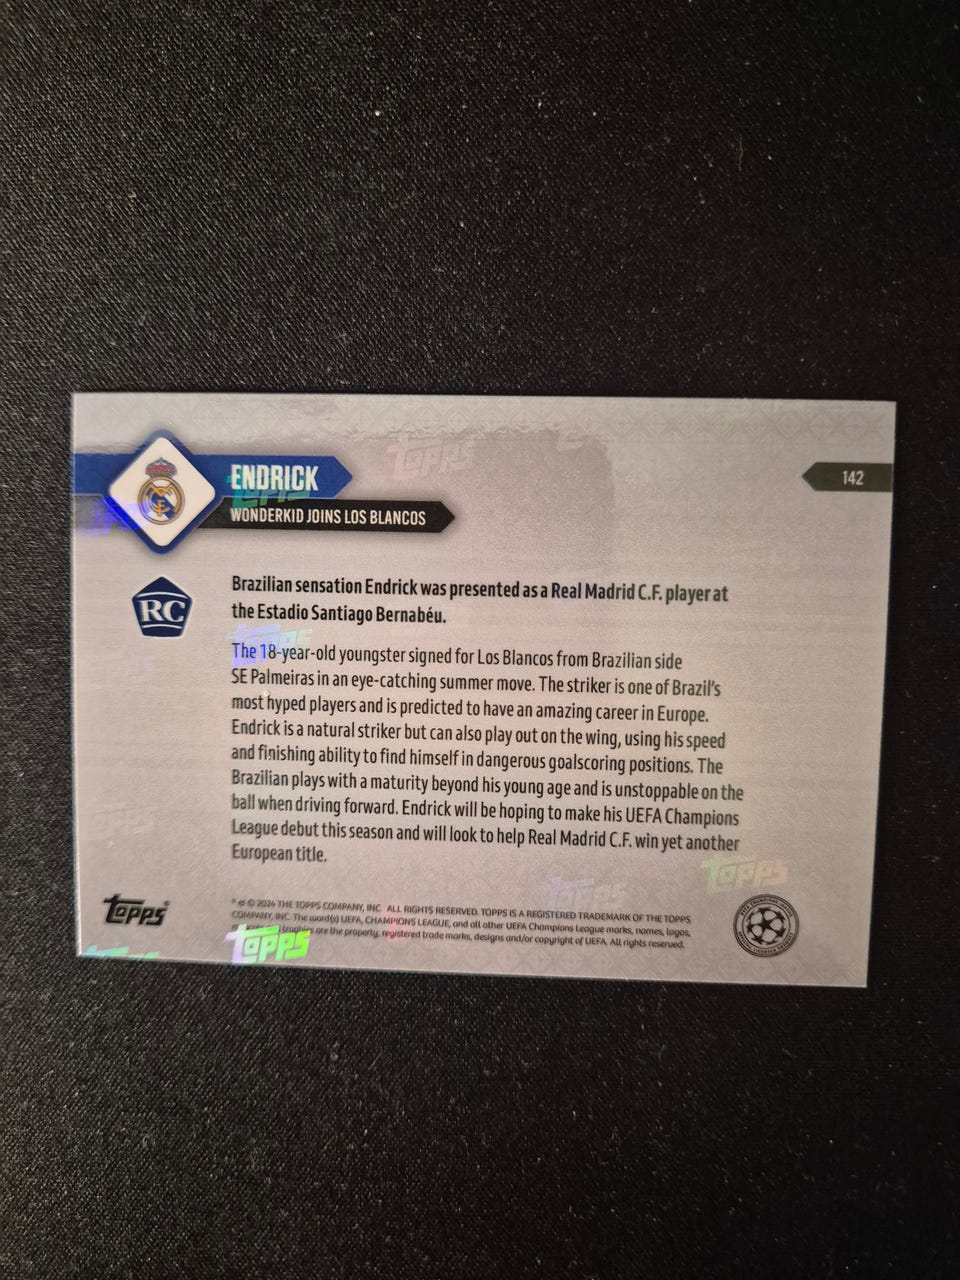 ENDRICK
142
WONDERKID JOINS LOS BLANCOS
RC
Brazilian sensation Endrick was presented as a Real Madrid C.F. player at
the Estadio Santiago Bernabéu.
The 18-year-old youngster signed for Los Blancos from Brazilian side
SE Palmeiras in an eye-catching summer move. The striker is one of Brazil's
most hyped players and is predicted to have an amazing career in Europe.
Endrick is a natural striker but can also play out on the wing, using his speed
and finishing ability to find himself in dangerous goalscoring positions. The
Brazilian plays with a maturity beyond his young age and is unstoppable on the
ball when driving forward. Endrick will be hoping to make his UEFA Champions
League debut this season and will look to help Real Madrid C.F. win yet another
European title.
Topps
® & © 2024 THE TOPPS COMPANY, INC. ALL RIGHTS RESERVED. TOPPS IS A REGISTERED TRADEMARK OF THE TOPPS
COMPANY, INC. The word(s) UEFA, CHAMPIONS LEAGUE, and all other UEFA Champions League marks, names, logos,
trophies are the property, registered trade marks, designs and/or copyright of UEFA. All rights reserved.
Topps
Topps
Topps
Topps
Topps